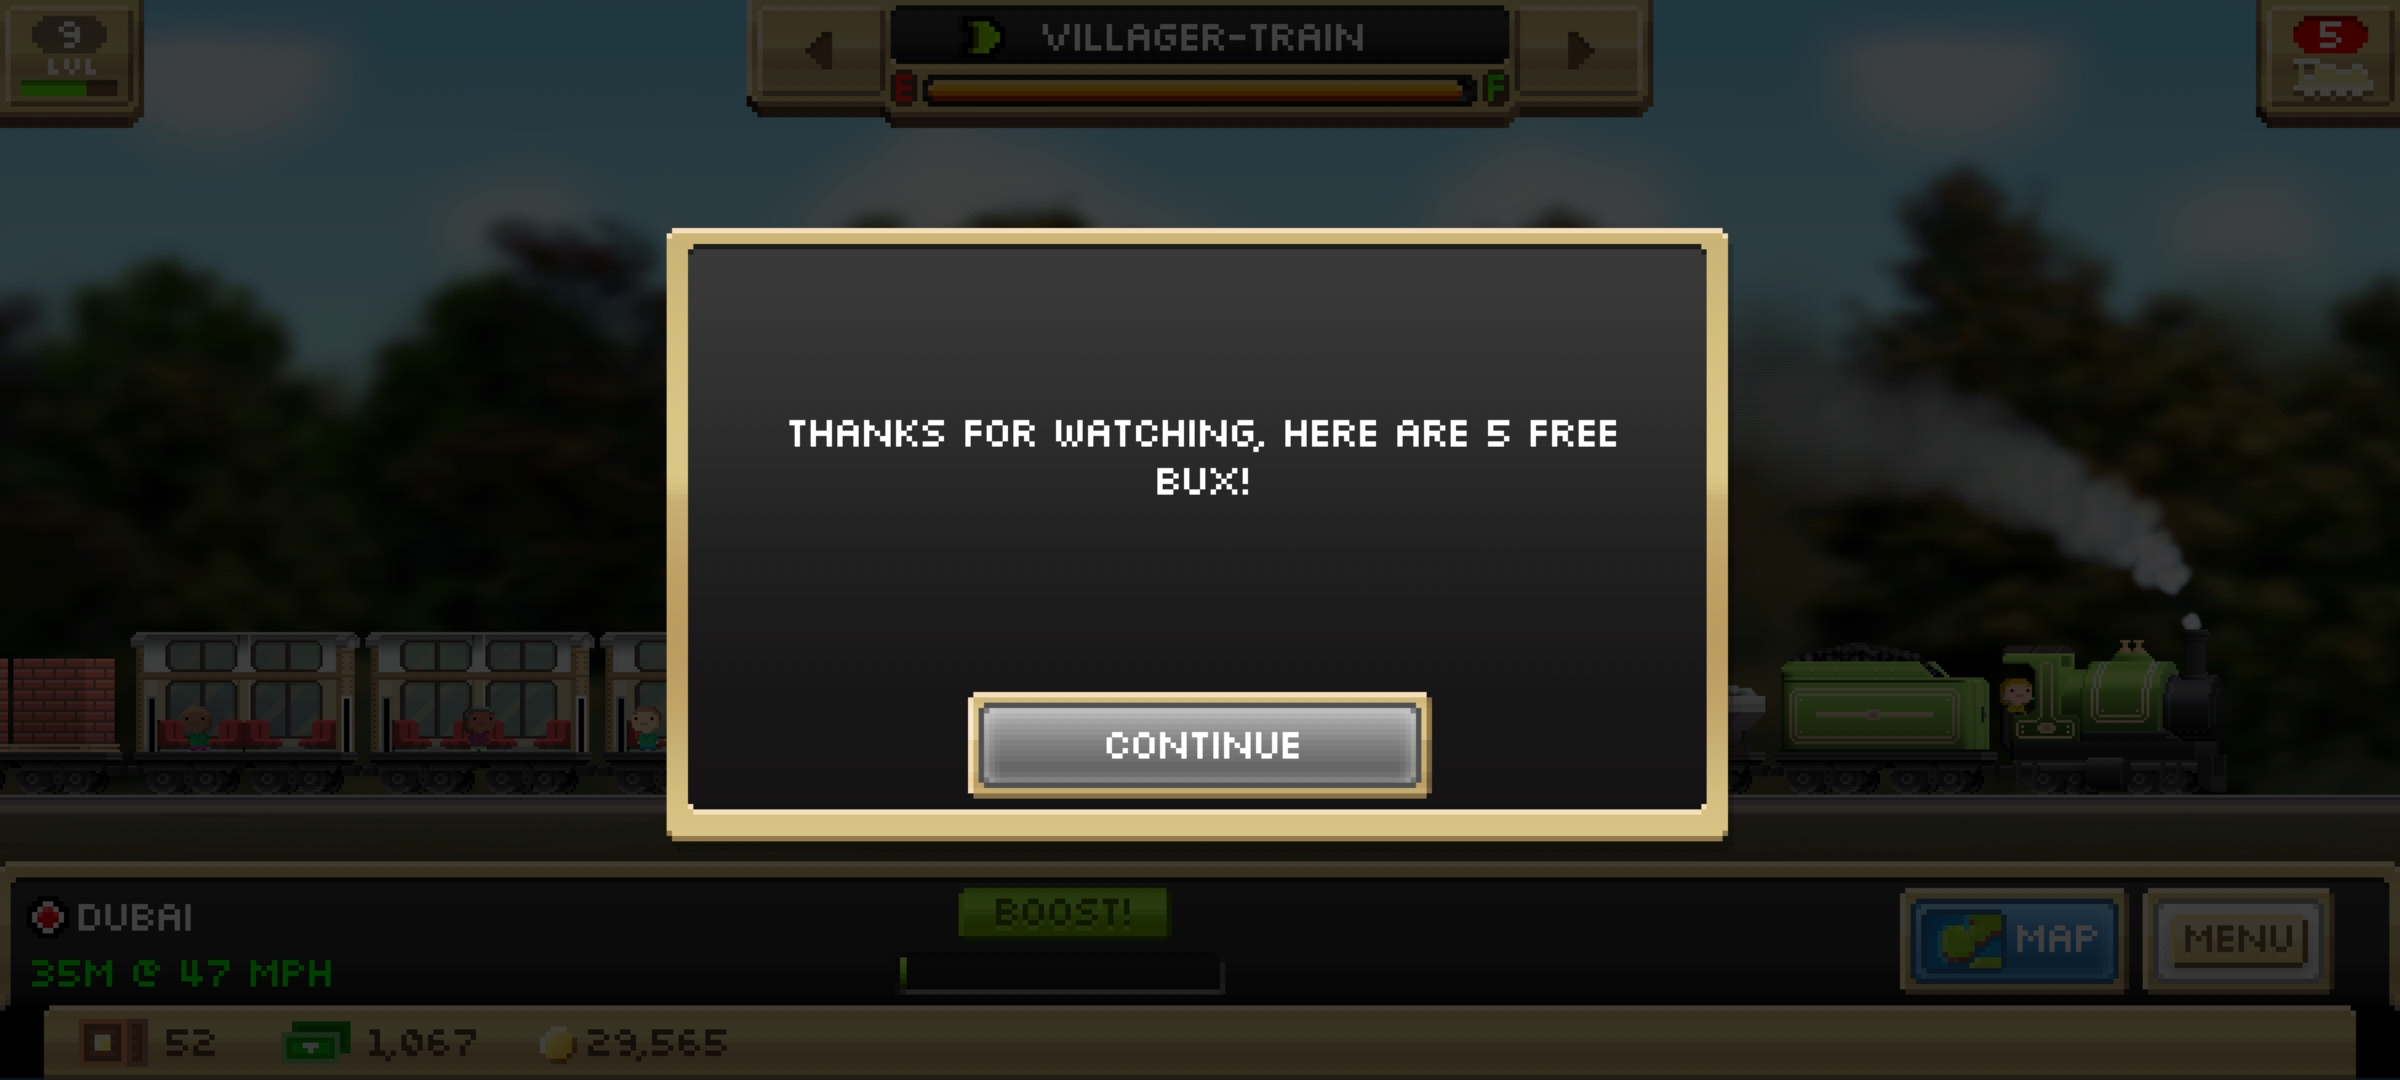 9
LVL
VILLAGER-TRAIN
E F
5
THANKS FOR WATCHING, HERE ARE 5 FREE
BUX!
CONTINUE
DUBAI
35M @ 47 MPH
BOOST!
MAP
MENU
52
1,067
29,565